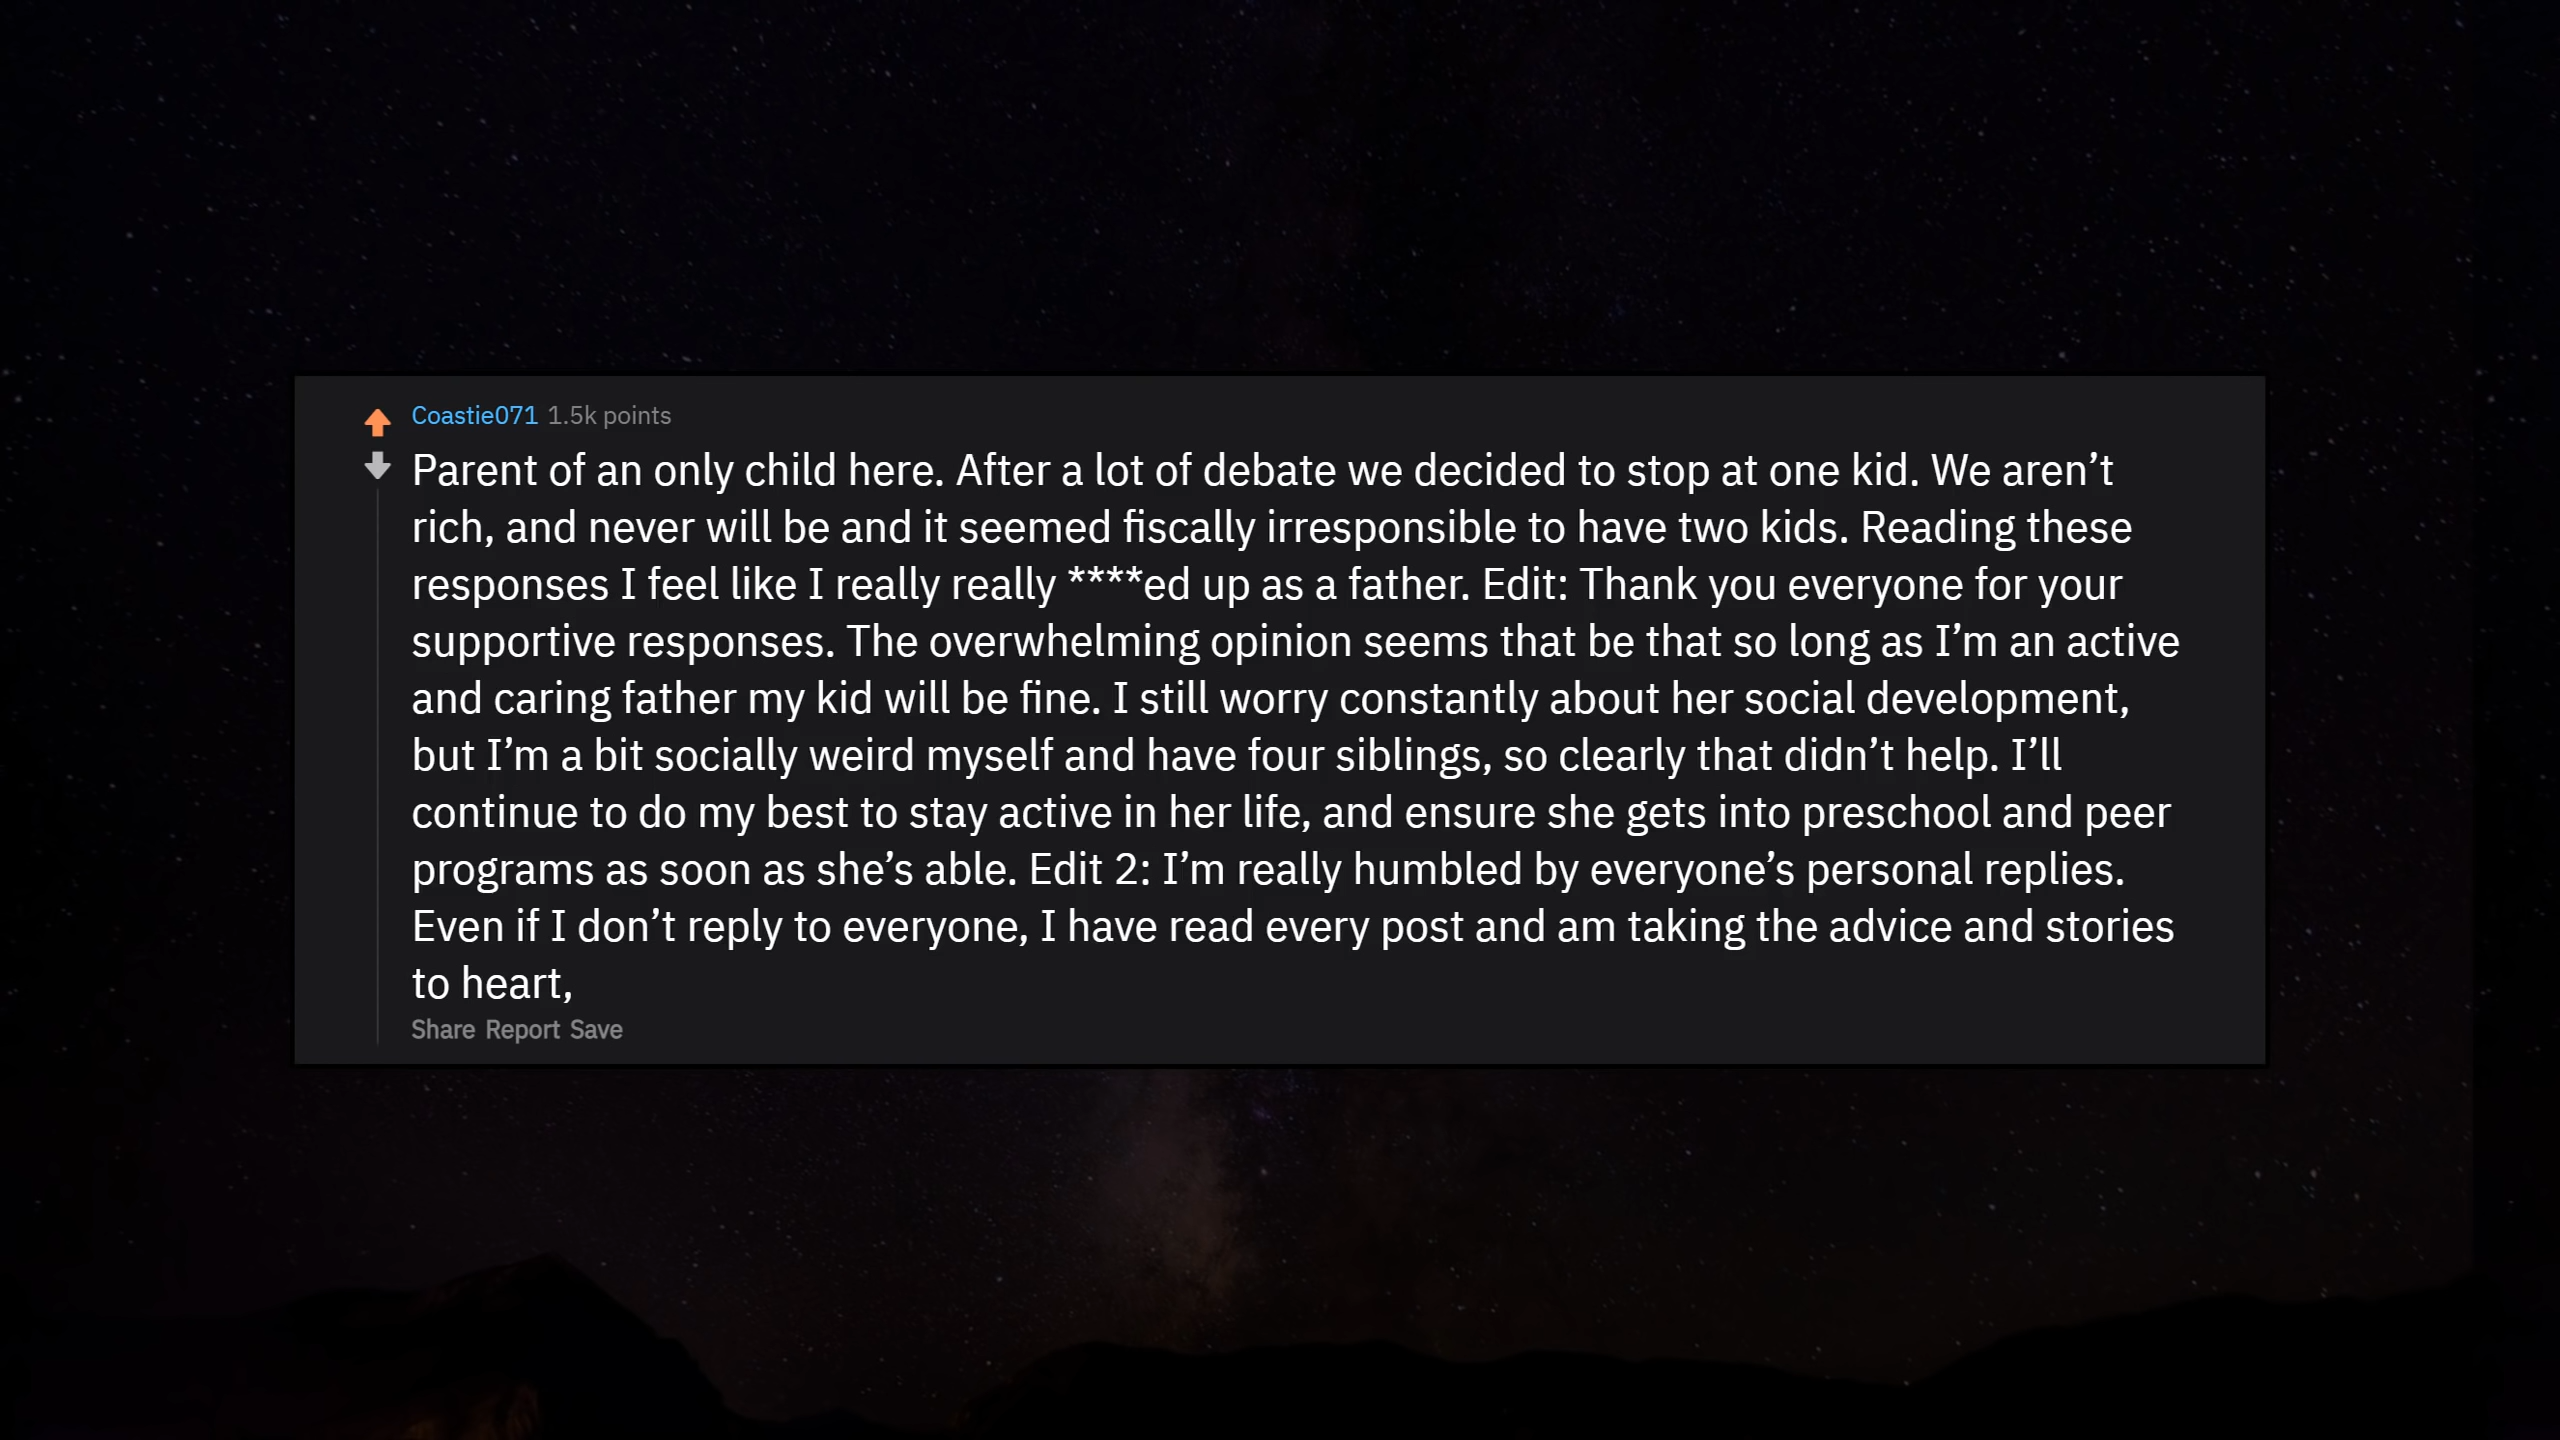 Coastie071 1.5k points
Parent of an only child here. After a lot of debate we decided to stop at one kid. We aren’t
rich, and never will be and it seemed fiscally irresponsible to have two kids. Reading these
responses I feel like I really really ****ed up as a father. Edit: Thank you everyone for your
supportive responses. The overwhelming opinion seems that be that so long as I’m an active
and caring father my kid will be fine. I still worry constantly about her social development,
but I’m a bit socially weird myself and have four siblings, so clearly that didn’t help. I’ll
continue to do my best to stay active in her life, and ensure she gets into preschool and peer
programs as soon as she’s able. Edit 2: I’m really humbled by everyone’s personal replies.
Even if I don’t reply to everyone, I have read every post and am taking the advice and stories
to heart,
Share Report Save